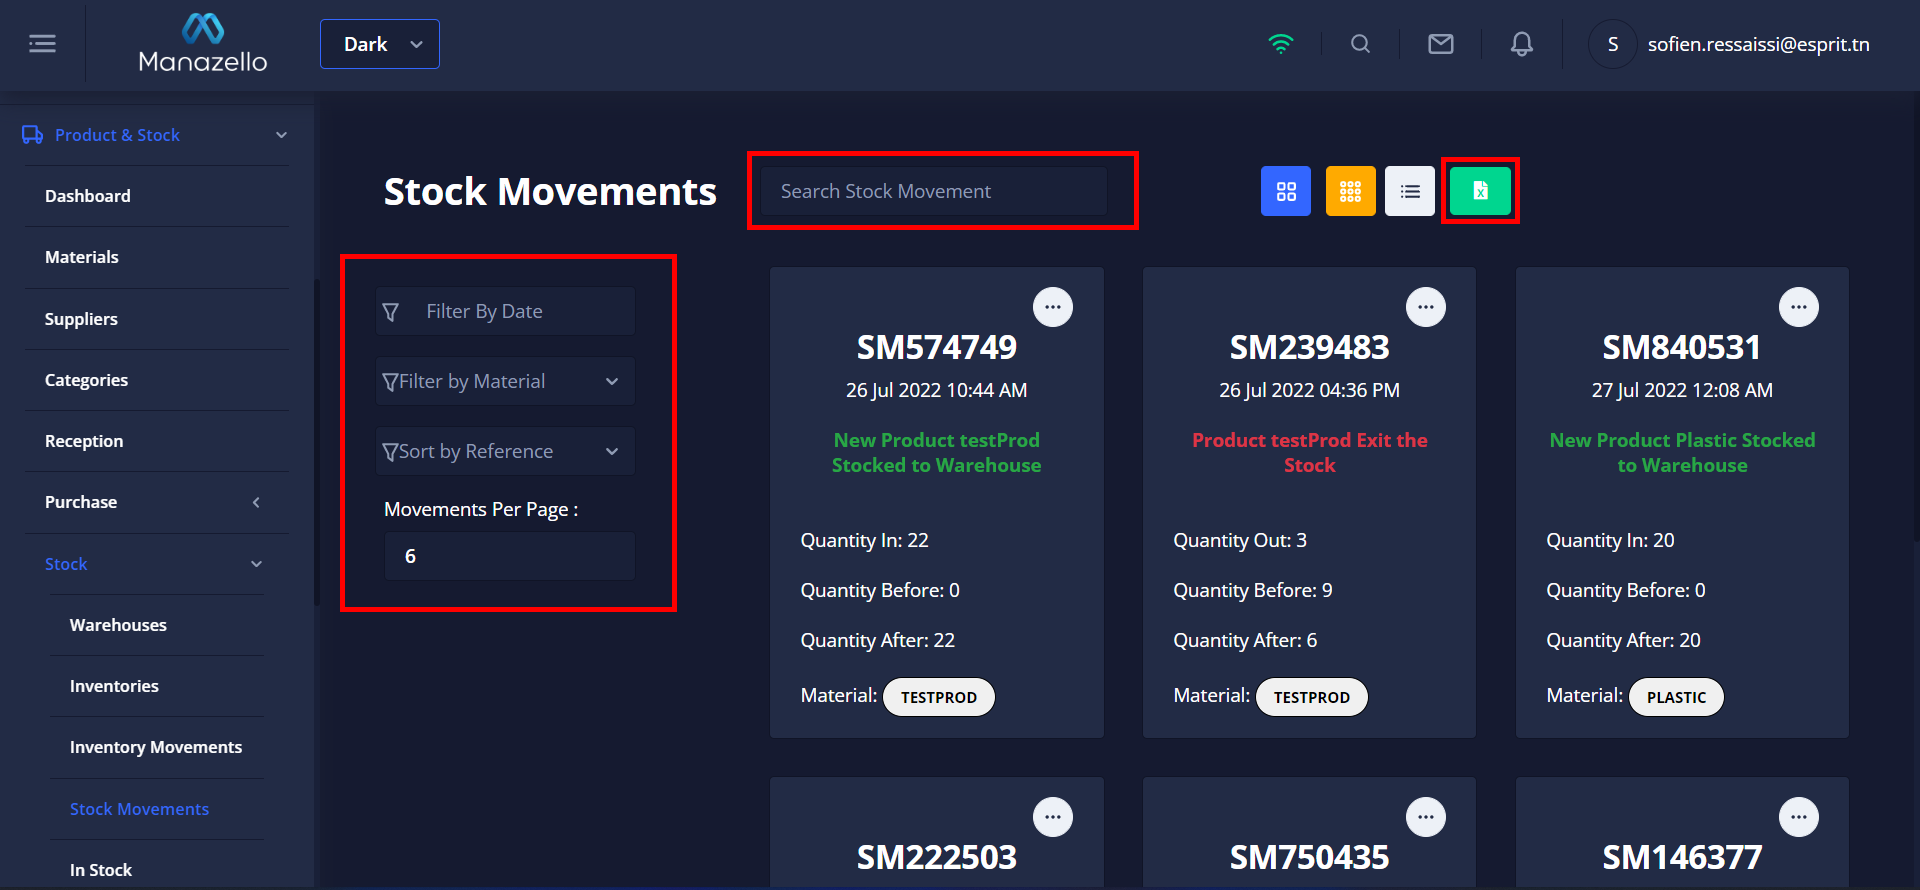 Manazello
Dark
S
sofien.ressaissi@esprit.tn
Product & Stock
Dashboard
Materials
Suppliers
Categories
Reception
Purchase
Stock
Warehouses
Inventories
Inventory Movements
Stock Movements
In Stock
Stock Movements
Search Stock Movement
X
Filter By Date
Filter by Material
Sort by Reference
Movements Per Page :
6
SM574749
26 Jul 2022 10:44 AM
New Product testProd
Stocked to Warehouse
Quantity In: 22
Quantity Before: 0
Quantity After: 22
Material: TESTPROD
SM239483
26 Jul 2022 04:36 PM
Product testProd Exit the
Stock
Quantity Out: 3
Quantity Before: 9
Quantity After: 6
Material: TESTPROD
SM840531
27 Jul 2022 12:08 AM
New Product Plastic Stocked
to Warehouse
Quantity In: 20
Quantity Before: 0
Quantity After: 20
Material: PLASTIC
SM222503
SM750435
SM146377